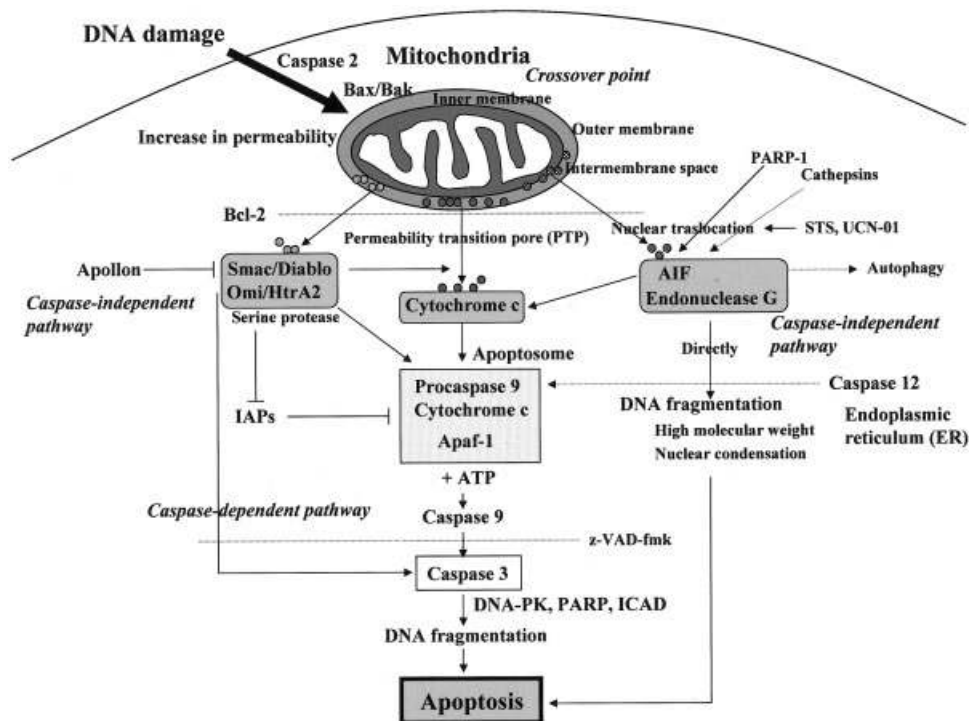 DNA damage
Caspase 2
Mitochondria
Crossover point
Bax/Bak
Inner membrane
Increase in permeability
Outer membrane
Intermembrane space
PARP-1
Cathepsins
Bcl-2
Permeability transition pore (PTP)
Nuclear traslocation
STS, UCN-01
Apollon
Smac/Diablo
Omi/HtrA2
Serine protease
Caspase-independent
pathway
Cytochrome c
AIF
Endonuclease G
Autophagy
Caspase-independent
pathway
Directly
Apoptosome
Procaspase 9
Cytochrome c
Apaf-1
IAPs
Caspase 12
Endoplasmic
reticulum (ER)
DNA fragmentation
High molecular weight
Nuclear condensation
+ ATP
Caspase-dependent pathway
Caspase 9
z-VAD-fmk
Caspase 3
DNA-PK, PARP, ICAD
DNA fragmentation
Apoptosis